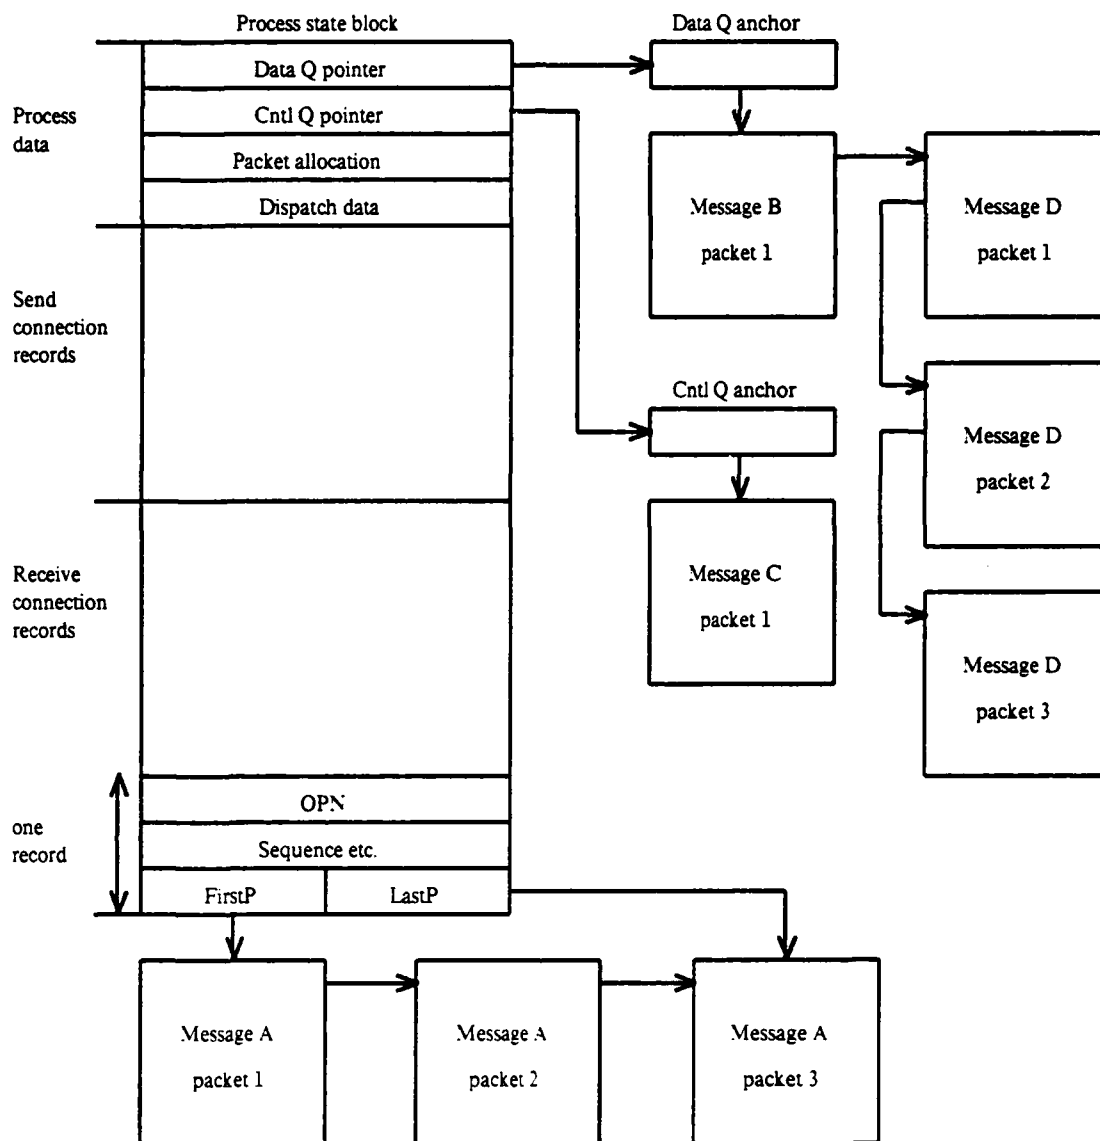 Process state block
Data Q anchor
Data Q pointer
Process
data
Cntl Q pointer
Packet allocation
Dispatch data
Message B
packet 1
Message D
packet 1
Send
connection
records
Cntl Q anchor
Message D
packet 2
Message C
packet 1
Receive
connection
records
Message D
packet 3
OPN
one
record
Sequence etc.
FirstP
LastP
Message A
packet 1
Message A
packet 2
Message A
packet 3